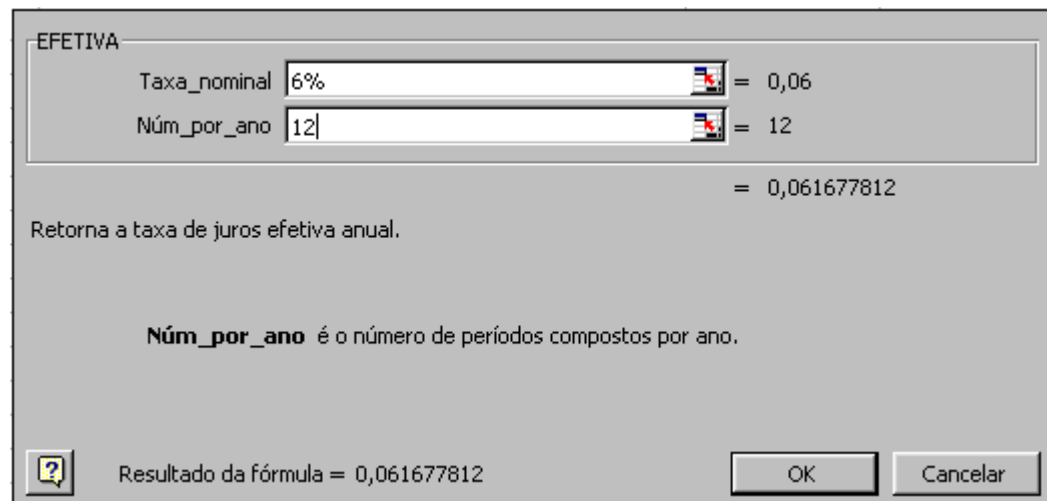 EFETIVA
Taxa_nominal 6% = 0,06
Núm_por_ano 12 = 12
= 0,061677812
Retorna a taxa de juros efetiva anual.
Núm_por_ano é o número de períodos compostos por ano.
? Resultado da fórmula = 0,061677812 OK Cancelar